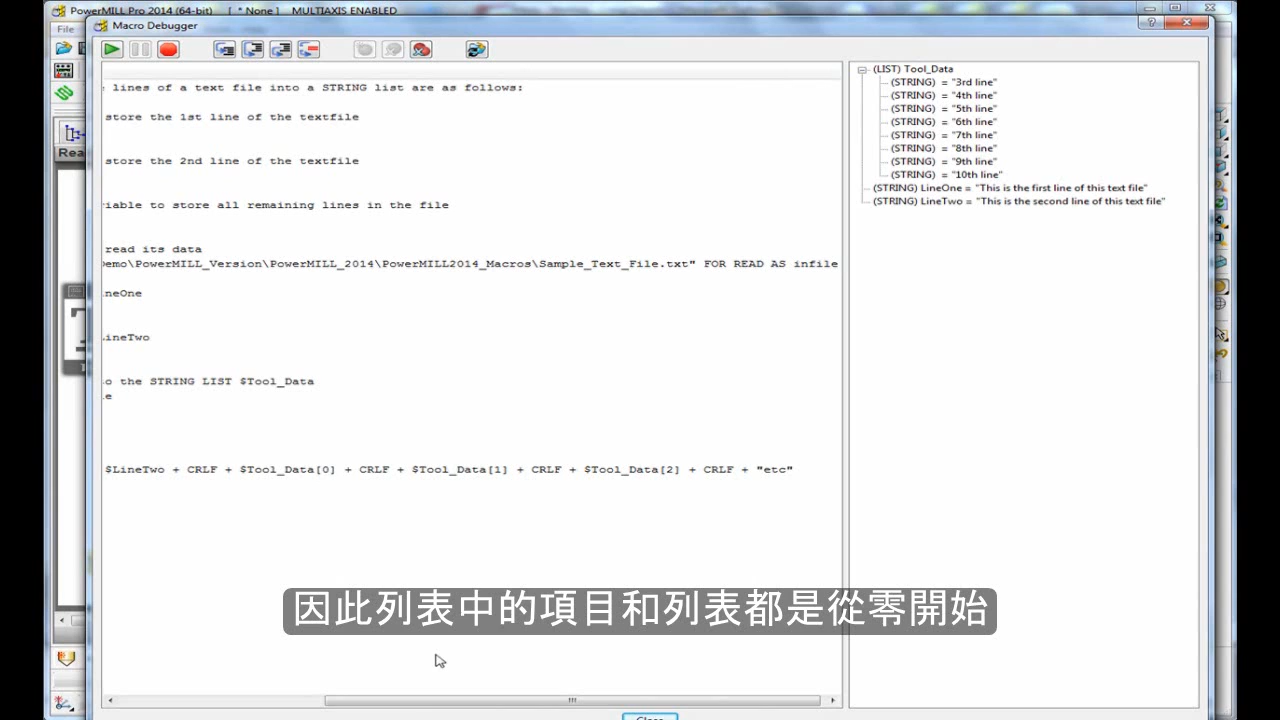 PowerMILL Pro 2014 (64-bit) [ * None ] MULTIAXIS ENABLED
File
Macro Debugger
lines of a text file into a STRING list are as follows:
store the 1st line of the textfile
store the 2nd line of the textfile
iable to store all remaining lines in the file
read its data
emo\PowerMILL_Version\PowerMILL_2014\PowerMILL2014_Macros\Sample_Text_File.txt" FOR READ AS infile
neOne
ineTwo
o the STRING LIST $Tool_Data
e
$LineTwo + CRLF + $Tool_Data[0] + CRLF + $Tool_Data[1] + CRLF + $Tool_Data[2] + CRLF + "etc"
(LIST) Tool_Data
(STRING) = "3rd line"
(STRING) = "4th line"
(STRING) = "5th line"
(STRING) = "6th line"
(STRING) = "7th line"
(STRING) = "8th line"
(STRING) = "9th line"
(STRING) = "10th line"
(STRING) LineOne = "This is the first line of this text file"
(STRING) LineTwo = "This is the second line of this text file"
Rea
因此列表中的項目和列表都是從零開始
Close